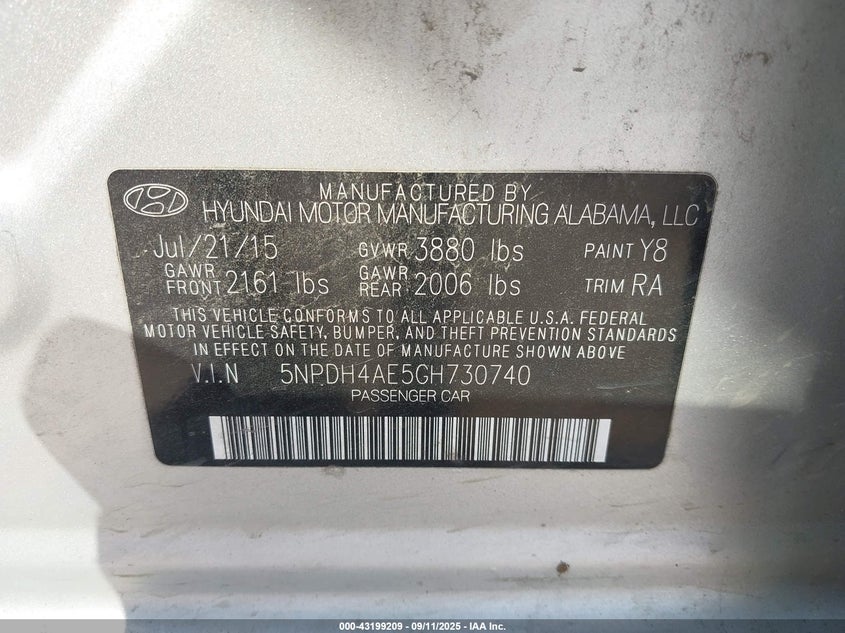 MANUFACTURED BY
HYUNDAI MOTOR MANUFACTURING ALABAMA, LLC
Jul/21/15 GVWR 3880 lbs PAINT Y8
GAWR FRONT 2161 lbs GAWR REAR 2006 lbs TRIM RA
THIS VEHICLE CONFORMS TO ALL APPLICABLE U.S.A. FEDERAL
MOTOR VEHICLE SAFETY, BUMPER, AND THEFT PREVENTION STANDARDS
IN EFFECT ON THE DATE OF MANUFACTURE SHOWN ABOVE
V.I.N 5NPDH4AE5GH730740
PASSENGER CAR
000-43199209 - 09/11/2025 - IAA Inc.